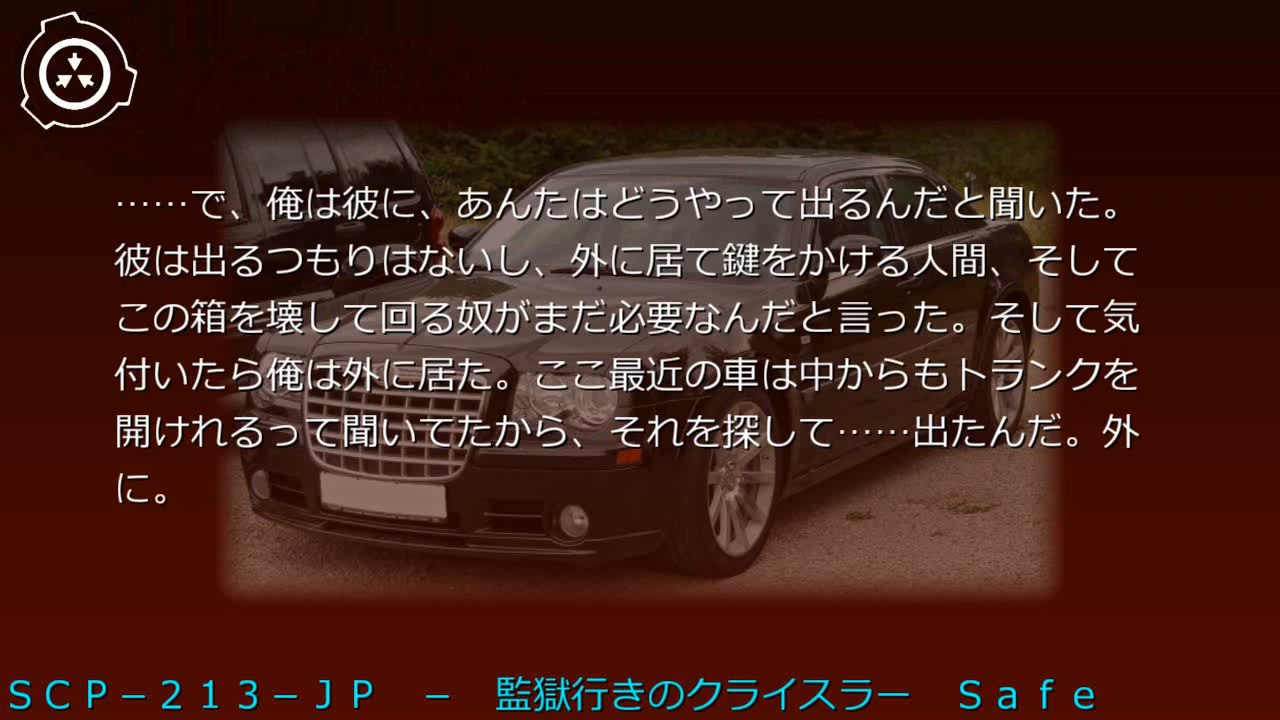 ……で、俺は彼に、あんたはどうやって出るんだと聞いた。
彼は出るつもりはないし、外に居て鍵をかける人間、そして
この箱を壊して回る奴がまだ必要なんだと言った。そして気
付いたら俺は外に居た。ここ最近の車は中からもトランクを
開けれるって聞いてたから、それを探して……出たんだ。外
に。
ＳＣＰ−２１３−ＪＰ　−　監獄行きのクライスラー　Ｓａｆｅ